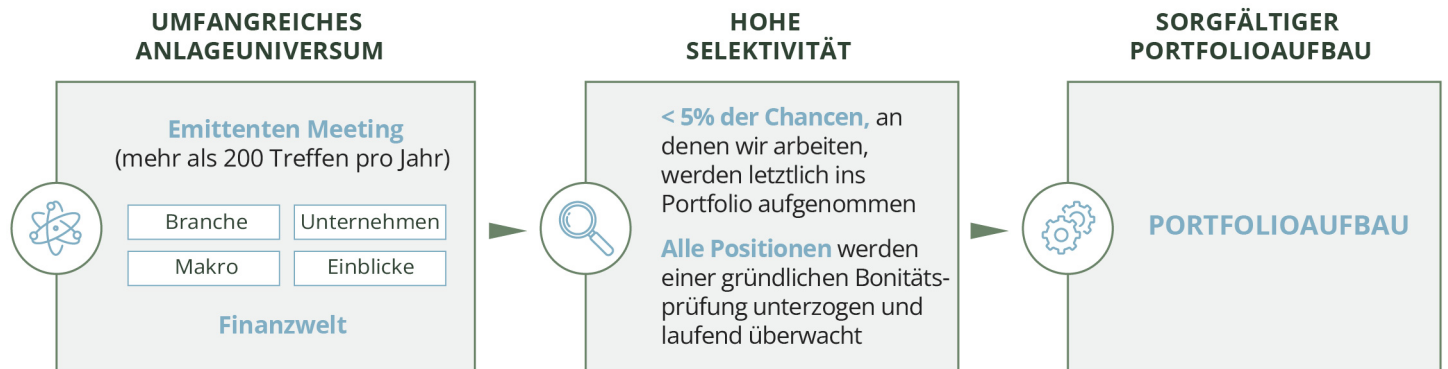 UMFANGREICHES
ANLAGEUNIVERSUM
Emittenten Meeting
(mehr als 200 Treffen pro Jahr)
Branche
Unternehmen
Makro
Einblicke
Finanzwelt
HOHE
SELEKTIVITÄT
< 5% der Chancen, an
denen wir arbeiten,
werden letztlich ins
Portfolio aufgenommen
Alle Positionen werden
einer gründlichen Bonitäts-
prüfung unterzogen und
laufend überwacht
SORGFÄLTIGER
PORTFOLIOAUFBAU
PORTFOLIOAUFBAU